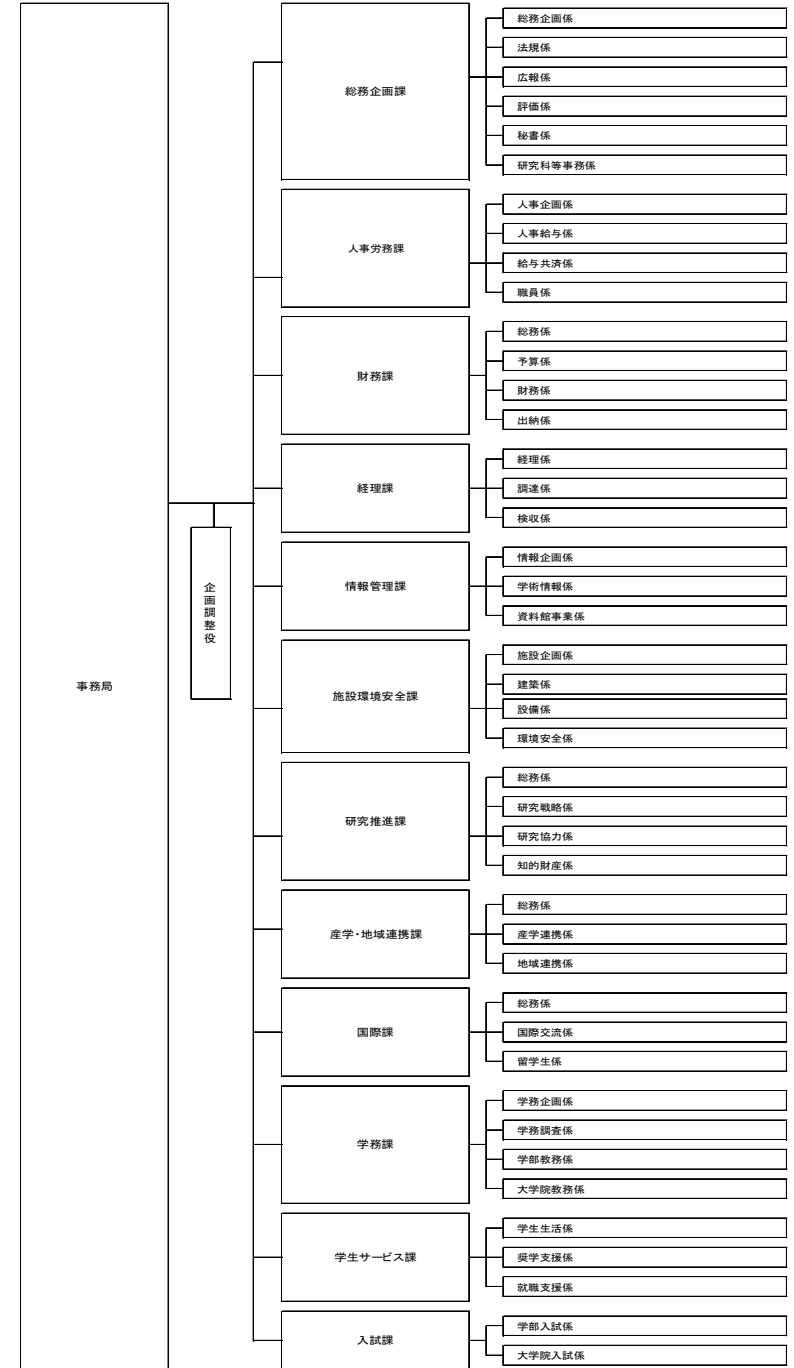 事務局
企画調整役
総務企画課
総務企画係
法規係
広報係
評価係
秘書係
研究科等事務係
人事労務課
人事企画係
人事給与係
給与共済係
職員係
財務課
総務係
予算係
財務係
出納係
経理課
経理係
調達係
検収係
情報管理課
情報企画係
学術情報係
資料館事業係
施設環境安全課
施設企画係
建築係
設備係
環境安全係
研究推進課
総務係
研究戦略係
研究協力係
知的財産係
産学・地域連携課
総務係
産学連携係
地域連携係
国際課
総務係
国際交流係
留学生係
学務課
学務企画係
学務調査係
学部教務係
大学院教務係
学生サービス課
学生生活係
奨学支援係
就職支援係
入試課
学部入試係
大学院入試係